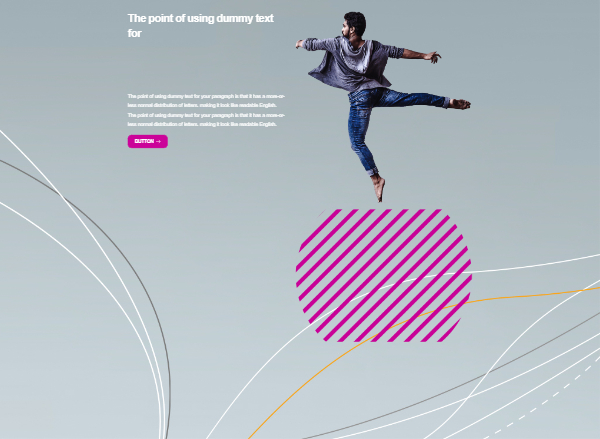 The point of using dummy text
for
The point of using dummy text for your paragraph is that it has a more-or-
less normal distribution of letters. making it look like readable English.
The point of using dummy text for your paragraph is that it has a more-or-
less normal distribution of letters. making it look like readable English.
BUTTON →